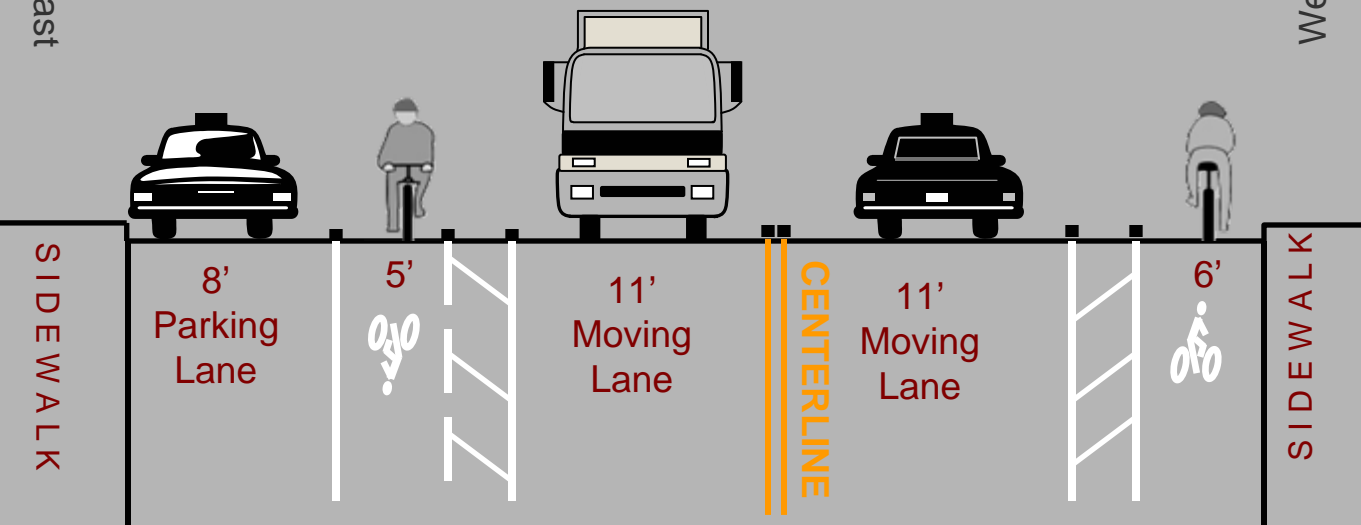 SIDEWALK
8’
Parking
Lane
5’
11’
Moving
Lane
CENTERLINE
11’
Moving
Lane
6’
SIDEWALK